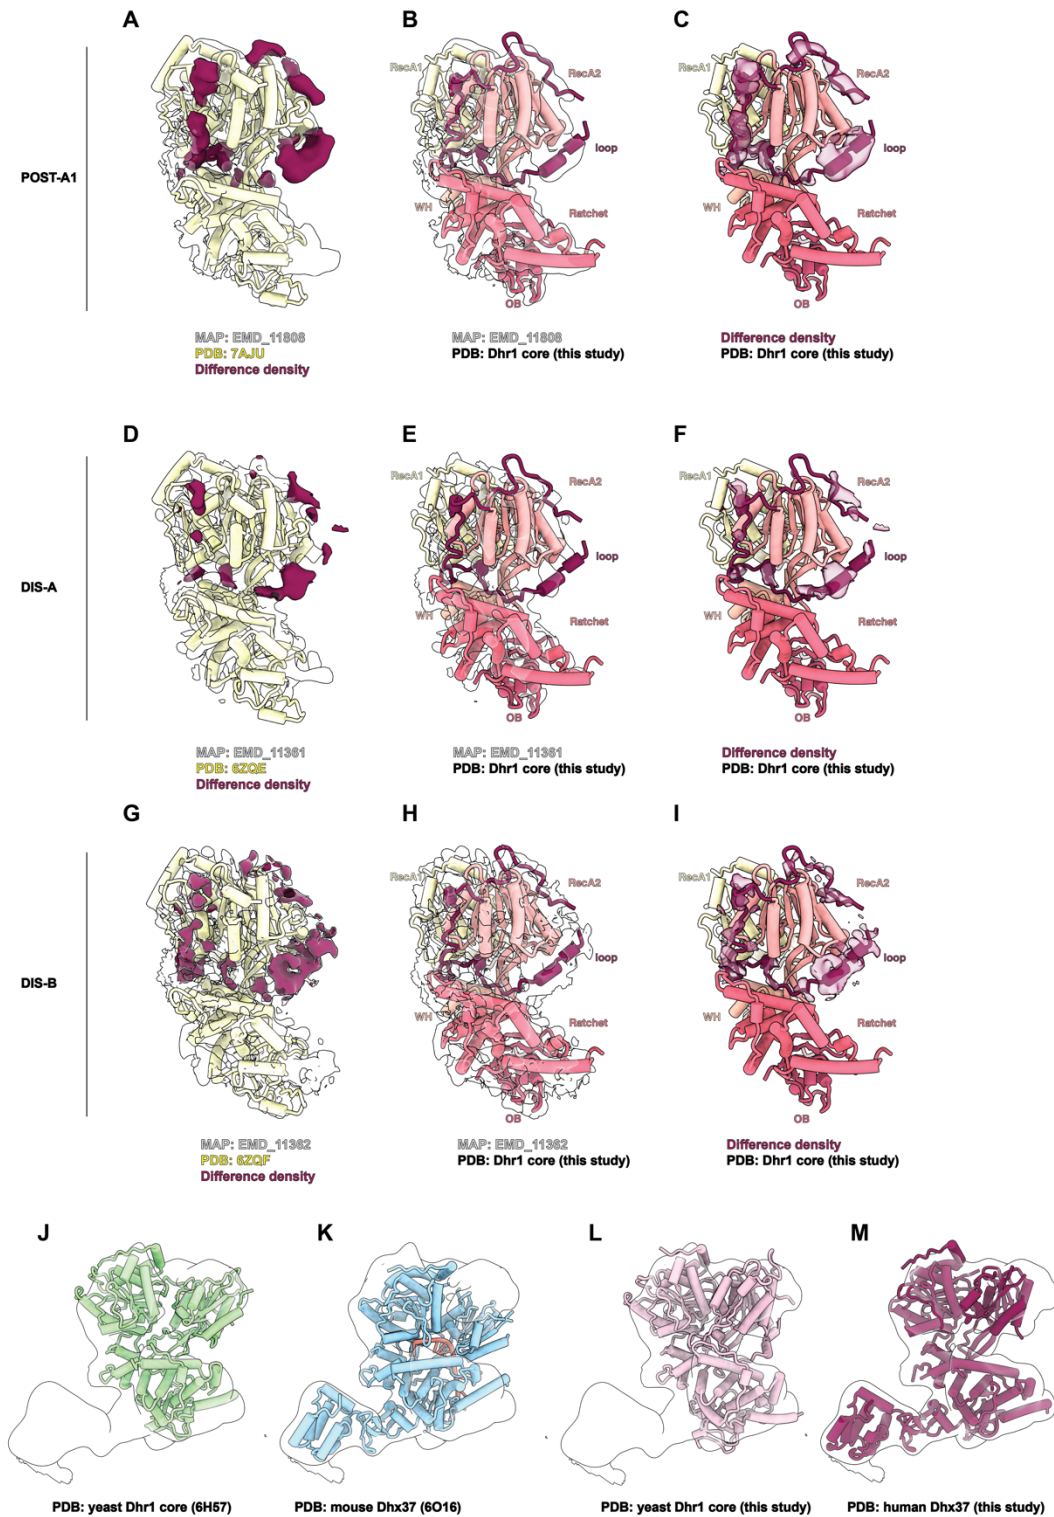 A
B
C
RecA1
RecA2
RecA1
RecA2
POST-A1
loop
loop
WH
Ratchet
WH
Ratchet
OB
OB
MAP: EMD_11808
PDB: 7AJU
Difference density
MAP: EMD_11808
PDB: Dhr1 core (this study)
Difference density
PDB: Dhr1 core (this study)
D
E
F
RecA1
RecA2
RecA1
RecA2
DIS-A
loop
loop
WH
Ratchet
WH
Ratchet
OB
OB
MAP: EMD_11361
PDB: 6ZQE
Difference density
MAP: EMD_11361
PDB: Dhr1 core (this study)
Difference density
PDB: Dhr1 core (this study)
G
H
I
RecA1
RecA2
RecA1
RecA2
DIS-B
loop
loop
WH
Ratchet
WH
Ratchet
OB
OB
MAP: EMD_11362
PDB: 6ZQF
Difference density
MAP: EMD_11362
PDB: Dhr1 core (this study)
Difference density
PDB: Dhr1 core (this study)
J
K
L
M
PDB: yeast Dhr1 core (6H57)
PDB: mouse Dhx37 (6O16)
PDB: yeast Dhr1 core (this study)
PDB: human Dhx37 (this study)